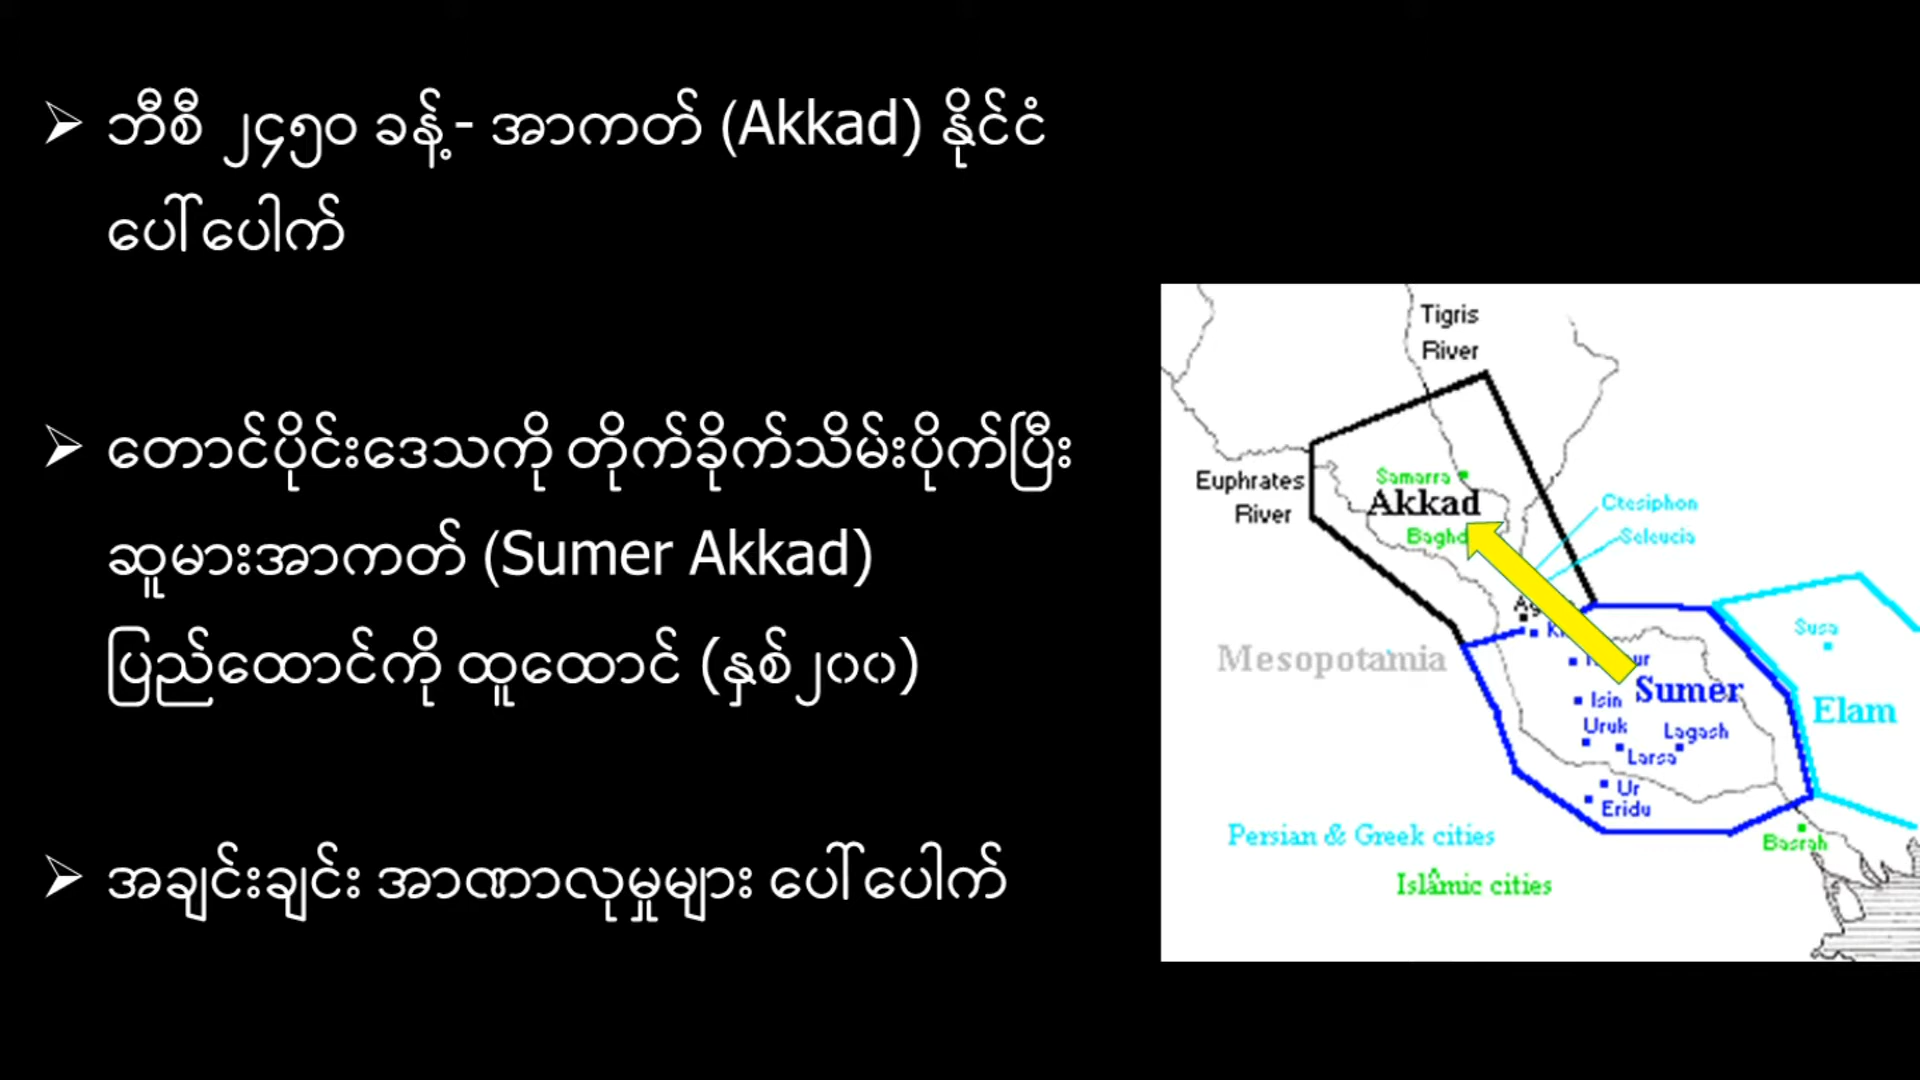 ➢ ဘီစီ ၂၄၅၀ ခန့်- အာကတ် (Akkad) နိုင်ငံ
ပေါ်ပေါက်
➢ တောင်ပိုင်းဒေသကို တိုက်ခိုက်သိမ်းပိုက်ပြီး
ဆူမားအာကတ် (Sumer Akkad)
ပြည်ထောင်ကို ထူထောင် (နှစ်၂၀၀)
➢ အချင်းချင်း အာဏာလုမှုများ ပေါ်ပေါက်
Tigris
River
Euphrates
River
Samarra
Akkad
Ctesiphon
Seleucia
Mesopotamia
Susa
Sumer
Elam
Isin
Uruk
Lagash
Larsa
Ur
Eridu
Persian & Greek cities
Basrah
Islâmic cities